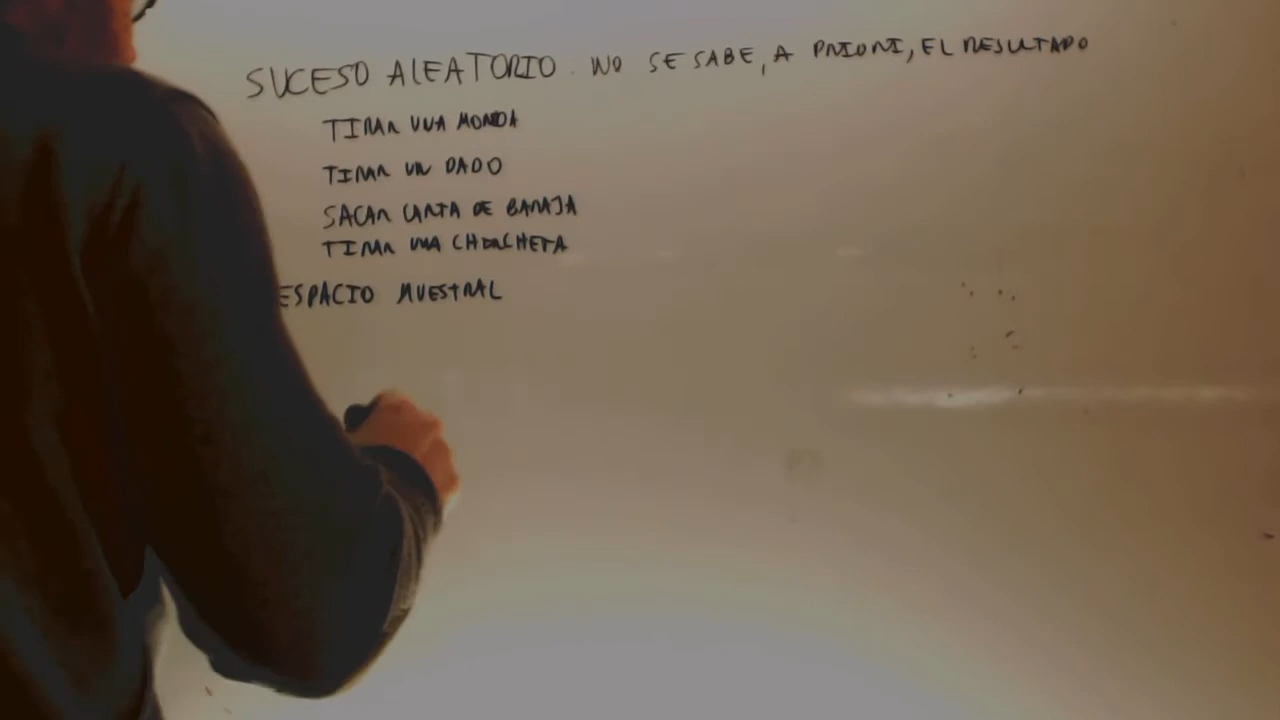 SUCESO ALEATORIO. NO SE SABE, A PRIORI, EL RESULTADO
TIRAR UNA MONEDA
TIRAR UN DADO
SACAR CARTA DE BARAJA
TIRAR UNA CHINCHETA
ESPACIO MUESTRAL